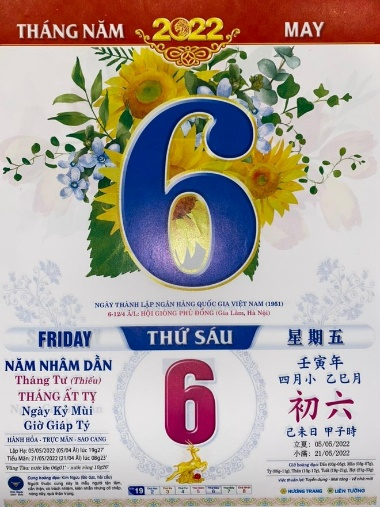 THÁNG NĂM
2022
MAY
6
NGÀY THÀNH LẬP NGÂN HÀNG QUỐC GIA VIỆT NAM (1951)
6-12/4 Â/L: HỘI GIÓNG PHÙ ĐỔNG (Gia Lâm, Hà Nội)
FRIDAY
THỨ SÁU
星期五
NĂM NHÂM DẦN
Tháng Tư (Thiếu)
THÁNG ẤT TỴ
Ngày Kỷ Mùi
Giờ Giáp Tý
HÀNH HỎA - TRỰC MÃN - SAO CANG
Lập Hạ: 05/05/2022 (05/04 ÂL) lúc 19g27'
Tiểu Mãn: 21/05/2022 (21/04 ÂL) lúc 08g23'
6
壬寅年
四月小 乙巳月
初六
己未日 甲子時
立夏: 05/05/2022
小滿: 21/05/2022
19
HƯƠNG TRANG
LIÊN TƯỜNG